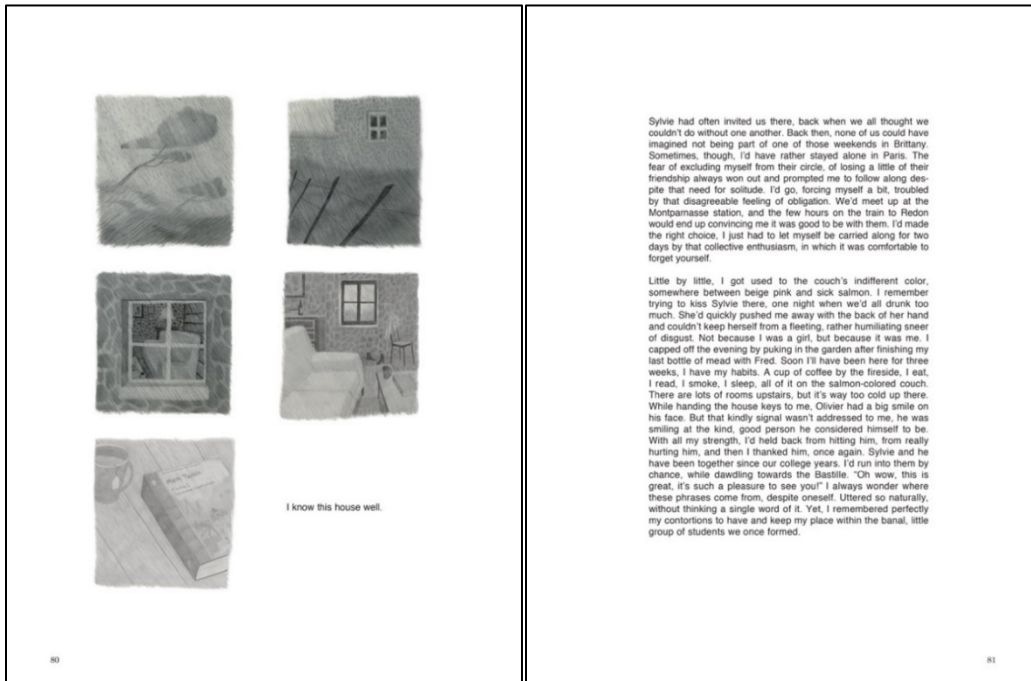 I know this house well.
80
Sylvie had often invited us there, back when we all thought we
couldn't do without one another. Back then, none of us could have
imagined not being part of one of those weekends in Brittany.
Sometimes, though, I'd have rather stayed alone in Paris. The
fear of excluding myself from their circle, of losing a little of their
friendship always won out and prompted me to follow along des-
pite that need for solitude. I'd go, forcing myself a bit, troubled
by that disagreeable feeling of obligation. We'd meet up at the
Montparnasse station, and the few hours on the train to Redon
would end up convincing me it was good to be with them. I'd made
the right choice, I just had to let myself be carried along for two
days by that collective enthusiasm, in which it was comfortable to
forget yourself.
Little by little, I got used to the couch's indifferent color,
somewhere between beige pink and sick salmon. I remember
trying to kiss Sylvie there, one night when we'd all drunk too
much. She'd quickly pushed me away with the back of her hand
and couldn't keep herself from a fleeting, rather humiliating sneer
of disgust. Not because I was a girl, but because it was me. I
capped off the evening by puking in the garden after finishing my
last bottle of mead with Fred. Soon I'll have been here for three
weeks, I have my habits. A cup of coffee by the fireside, I eat,
I read, I smoke, I sleep, all of it on the salmon-colored couch.
There are lots of rooms upstairs, but it's way too cold up there.
While handing the house keys to me, Olivier had a big smile on
his face. But that kindly signal wasn't addressed to me, he was
smiling at the kind, good person he considered himself to be.
With all my strength, I'd held back from hitting him, from really
hurting him, and then I thanked him, once again. Sylvie and he
have been together since our college years. I'd run into them by
chance, while dawdling towards the Bastille. "Oh wow, this is
great, it's such a pleasure to see you!" I always wonder where
these phrases come from, despite oneself. Uttered so naturally,
without thinking a single word of it. Yet, I remembered perfectly
my contortions to have and keep my place within the banal, little
group of students we once formed.
81